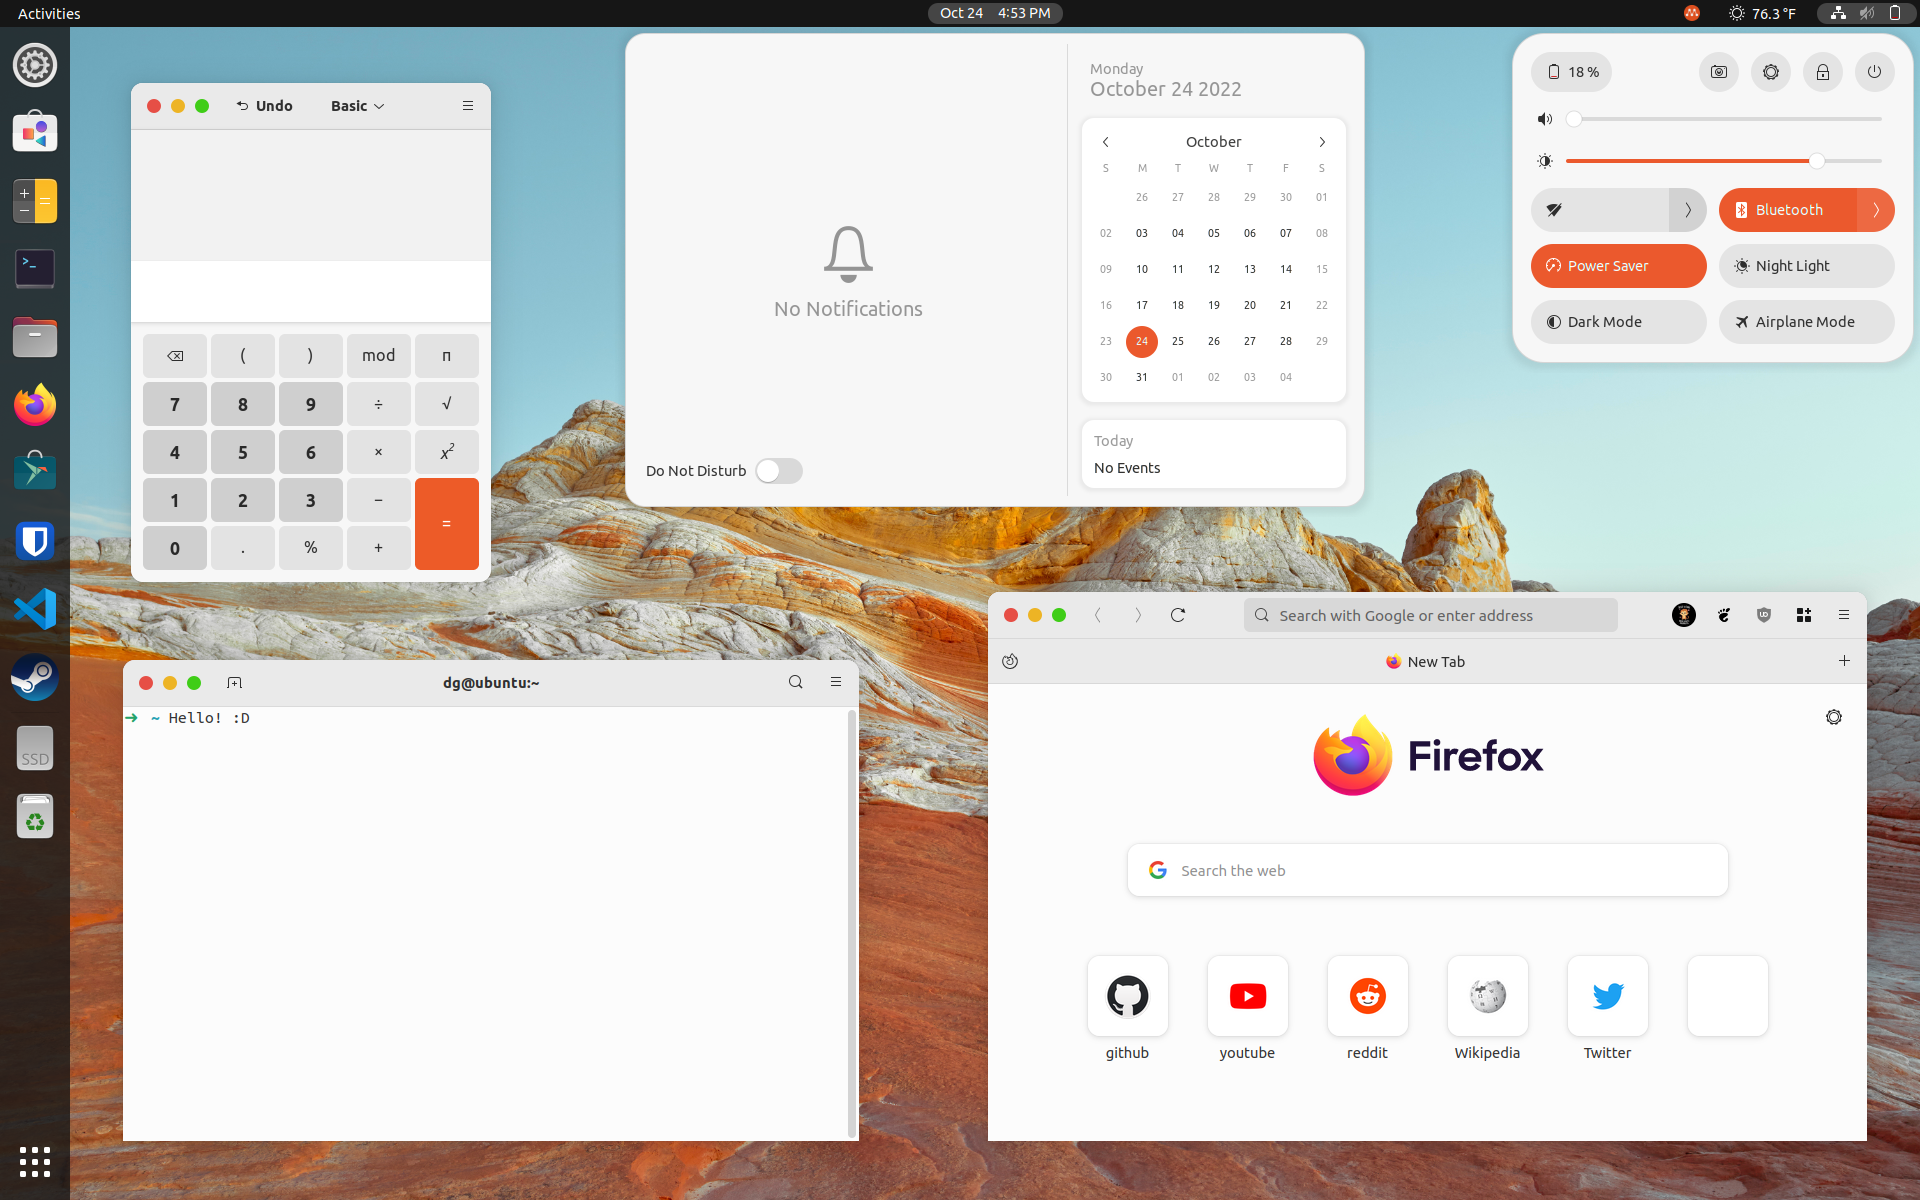 Activities
Oct 24 4:53 PM
76.3 °F
Undo
Basic
( ) mod π
7 8 9 ÷ √
4 5 6 × x²
1 2 3 −
=
0 . % +
No Notifications
Do Not Disturb
Monday
October 24 2022
October
S M T W T F S
26 27 28 29 30 01
02 03 04 05 06 07 08
09 10 11 12 13 14 15
16 17 18 19 20 21 22
23 24 25 26 27 28 29
30 31 01 02 03 04
Today
No Events
18 %
Bluetooth
Power Saver
Night Light
Dark Mode
Airplane Mode
dg@ubuntu:~
➜ ~ Hello! :D
Search with Google or enter address
New Tab
Firefox
Search the web
github
youtube
reddit
Wikipedia
Twitter
>_
SSD